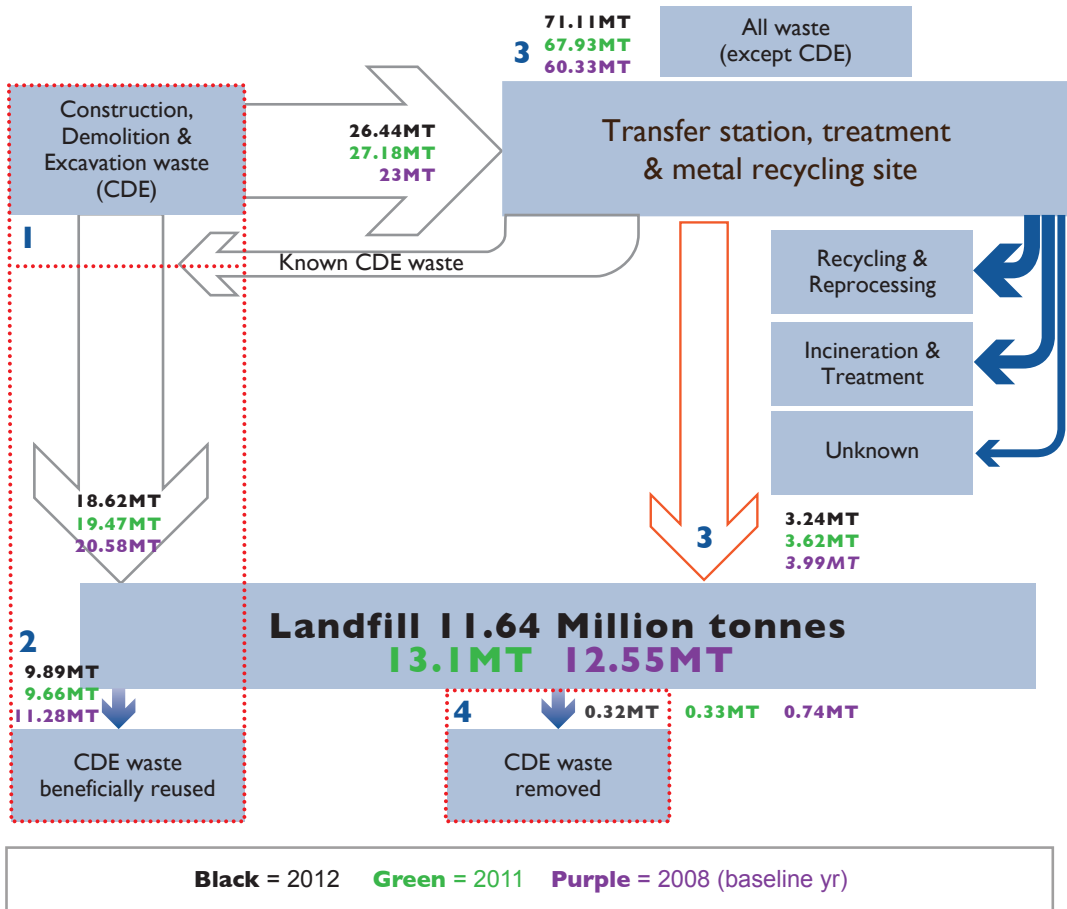 71.11MT
67.93MT
60.33MT
3
All waste
(except CDE)
Construction,
Demolition &
Excavation waste
(CDE)
26.44MT
27.18MT
23MT
Transfer station, treatment
& metal recycling site
1
Known CDE waste
Recycling &
Reprocessing
Incineration &
Treatment
Unknown
18.62MT
19.47MT
20.58MT
3
3.24MT
3.62MT
3.99MT
Landfill 11.64 Million tonnes
13.1MT 12.55MT
2
9.89MT
9.66MT
11.28MT
4
0.32MT 0.33MT 0.74MT
CDE waste
beneficially reused
CDE waste
removed
Black = 2012 Green = 2011 Purple = 2008 (baseline yr)